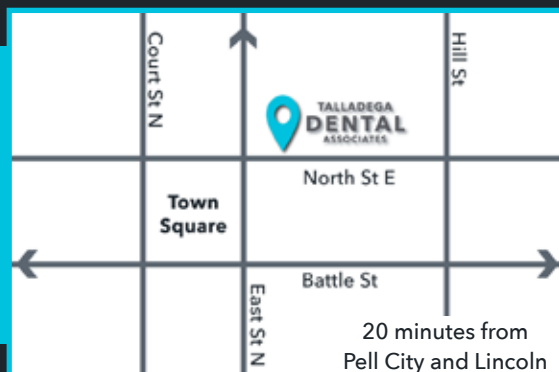 Court St N
Hill St
TALLADEGA
DENTAL
ASSOCIATES
North St E
Town
Square
Battle St
East St N
20 minutes from
Pell City and Lincoln